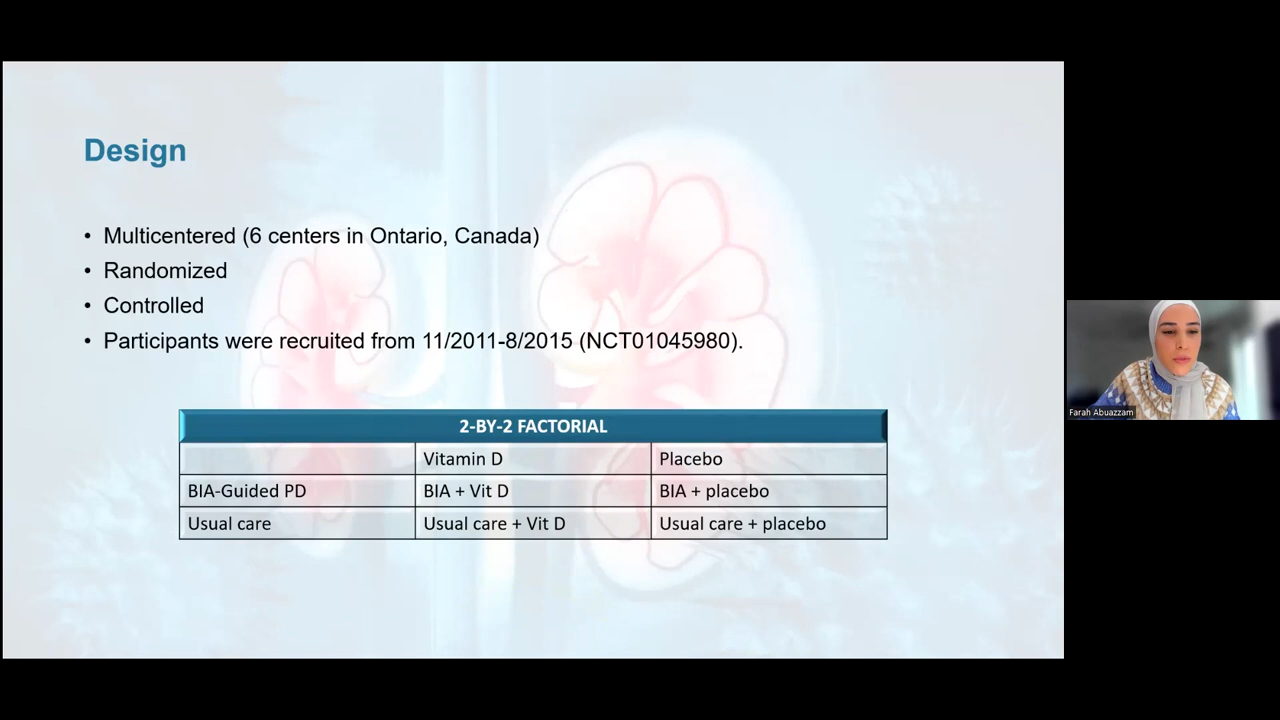 Design
• Multicentered (6 centers in Ontario, Canada)
• Randomized
• Controlled
• Participants were recruited from 11/2011-8/2015 (NCT01045980).
2-BY-2 FACTORIAL
Vitamin D Placebo
BIA-Guided PD BIA + Vit D BIA + placebo
Usual care Usual care + Vit D Usual care + placebo
Farah Abuazzam